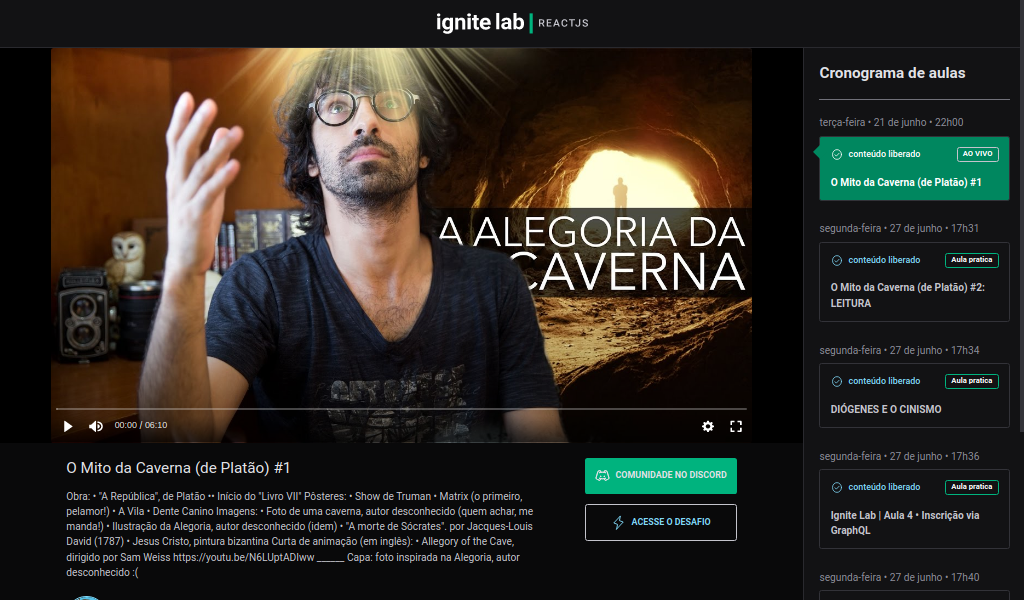 ignite lab | REACTJS
A ALEGORIA DA
CAVERNA
00:00 / 06:10
O Mito da Caverna (de Platão) #1
Obra: • "A República", de Platão •• Início do "Livro VII" Pôsteres: • Show de Truman • Matrix (o primeiro,
pelamor!) • A Vila • Dente Canino Imagens: • Foto de uma caverna, autor desconhecido (quem achar, me
manda!) • Ilustração da Alegoria, autor desconhecido (idem) • "A morte de Sócrates". por Jacques-Louis
David (1787) • Jesus Cristo, pintura bizantina Curta de animação (em inglês): • Allegory of the Cave,
dirigido por Sam Weiss https://youtu.be/N6LUptADIww ______ Capa: foto inspirada na Alegoria, autor
desconhecido :(
COMUNIDADE NO DISCORD
ACESSE O DESAFIO
Cronograma de aulas
terça-feira • 21 de junho • 22h00
conteúdo liberado AO VIVO
O Mito da Caverna (de Platão) #1
segunda-feira • 27 de junho • 17h31
conteúdo liberado Aula pratica
O Mito da Caverna (de Platão) #2:
LEITURA
segunda-feira • 27 de junho • 17h34
conteúdo liberado Aula pratica
DIÓGENES E O CINISMO
segunda-feira • 27 de junho • 17h36
conteúdo liberado Aula pratica
Ignite Lab | Aula 4 • Inscrição via
GraphQL
segunda-feira • 27 de junho • 17h40